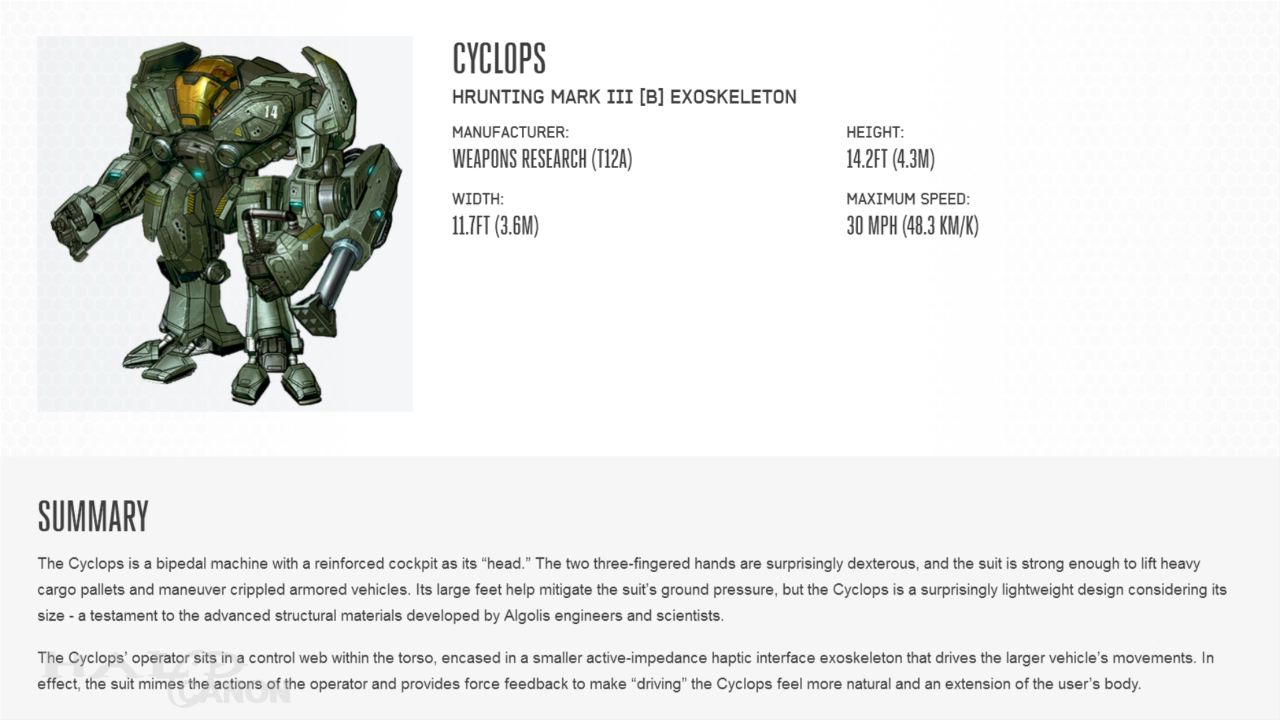 CYCLOPS
HRUNTING MARK III [B] EXOSKELETON
MANUFACTURER:
WEAPONS RESEARCH (T12A)
HEIGHT:
14.2FT (4.3M)
WIDTH:
11.7FT (3.6M)
MAXIMUM SPEED:
30 MPH (48.3 KM/K)
14
SUMMARY
The Cyclops is a bipedal machine with a reinforced cockpit as its “head.” The two three-fingered hands are surprisingly dexterous, and the suit is strong enough to lift heavy
cargo pallets and maneuver crippled armored vehicles. Its large feet help mitigate the suit’s ground pressure, but the Cyclops is a surprisingly lightweight design considering its
size - a testament to the advanced structural materials developed by Algolis engineers and scientists.
The Cyclops’ operator sits in a control web within the torso, encased in a smaller active-impedance haptic interface exoskeleton that drives the larger vehicle’s movements. In
effect, the suit mimes the actions of the operator and provides force feedback to make “driving” the Cyclops feel more natural and an extension of the user’s body.
HALO
CANON